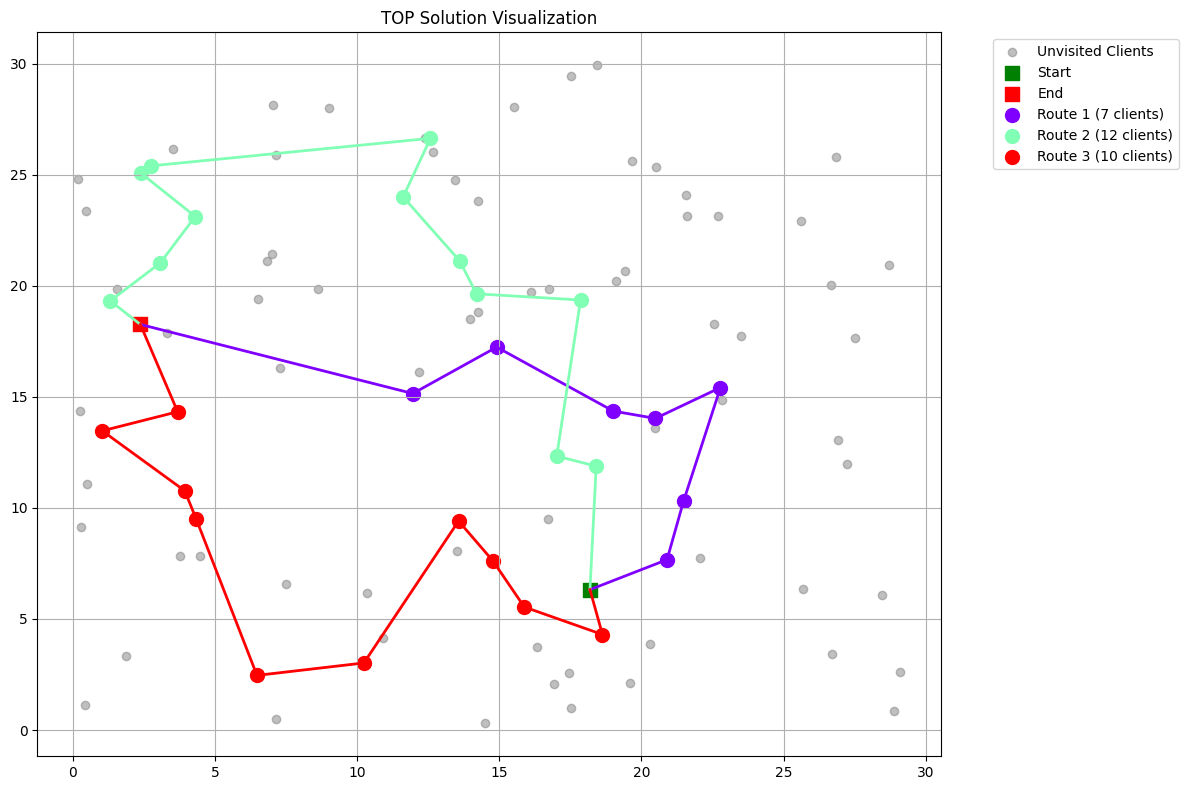 TOP Solution Visualization
Unvisited Clients
Start
End
Route 1 (7 clients)
Route 2 (12 clients)
Route 3 (10 clients)
30
25
20
15
10
5
0
0 5 10 15 20 25 30